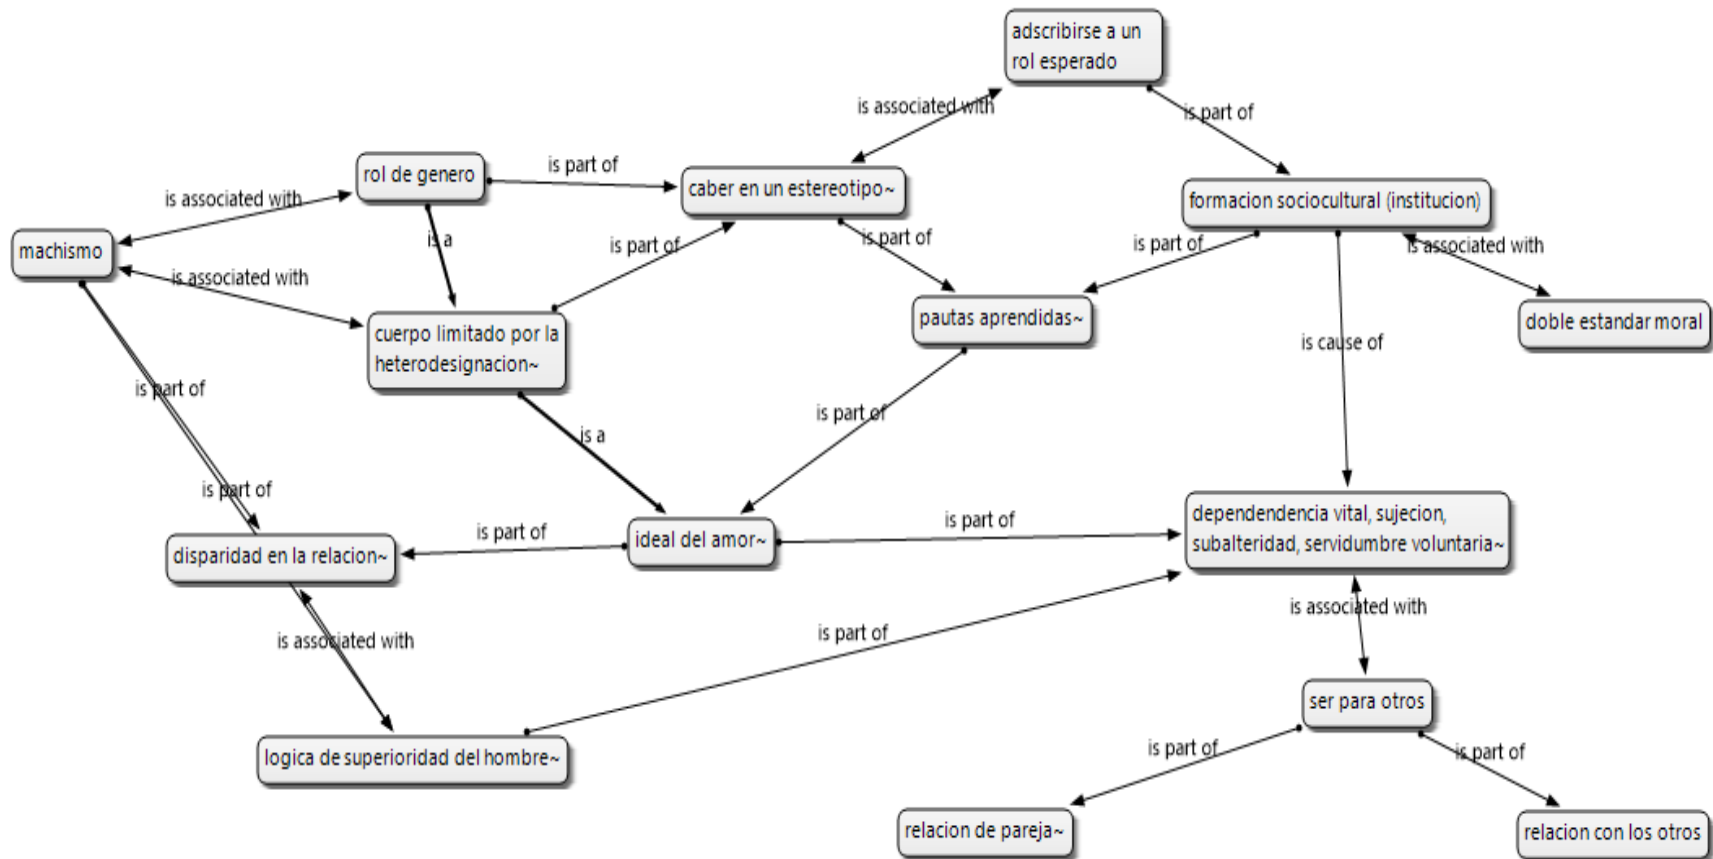 adscribirse a un
rol esperado
is associated with
is part of
rol de genero
is part of
caber en un estereotipo~
formacion sociocultural (institucion)
is associated with
machismo
is a
is part of
is part of
is part of
is associated with
is associated with
cuerpo limitado por la
heterodesignacion~
pautas aprendidas~
doble estandar moral
is cause of
is part of
is part of
is a
is part of
dependendencia vital, sujecion,
subalteridad, servidumbre voluntaria~
is part of
is part of
ideal del amor~
disparidad en la relacion~
is associated with
is part of
is associated with
ser para otros
logica de superioridad del hombre~
is part of
is part of
relacion de pareja~
relacion con los otros